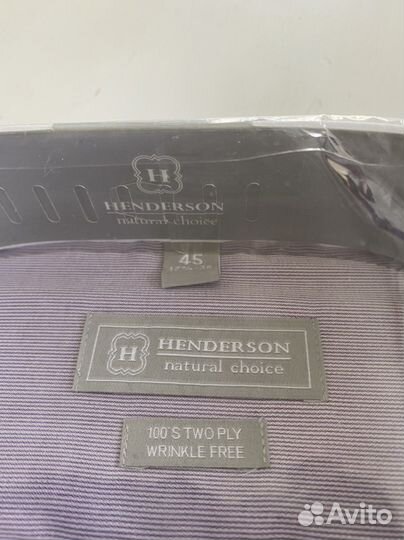 H
HENDERSON
natural choice
45
H
HENDERSON
natural choice
100'S TWO PLY
WRINKLE FREE
Avito